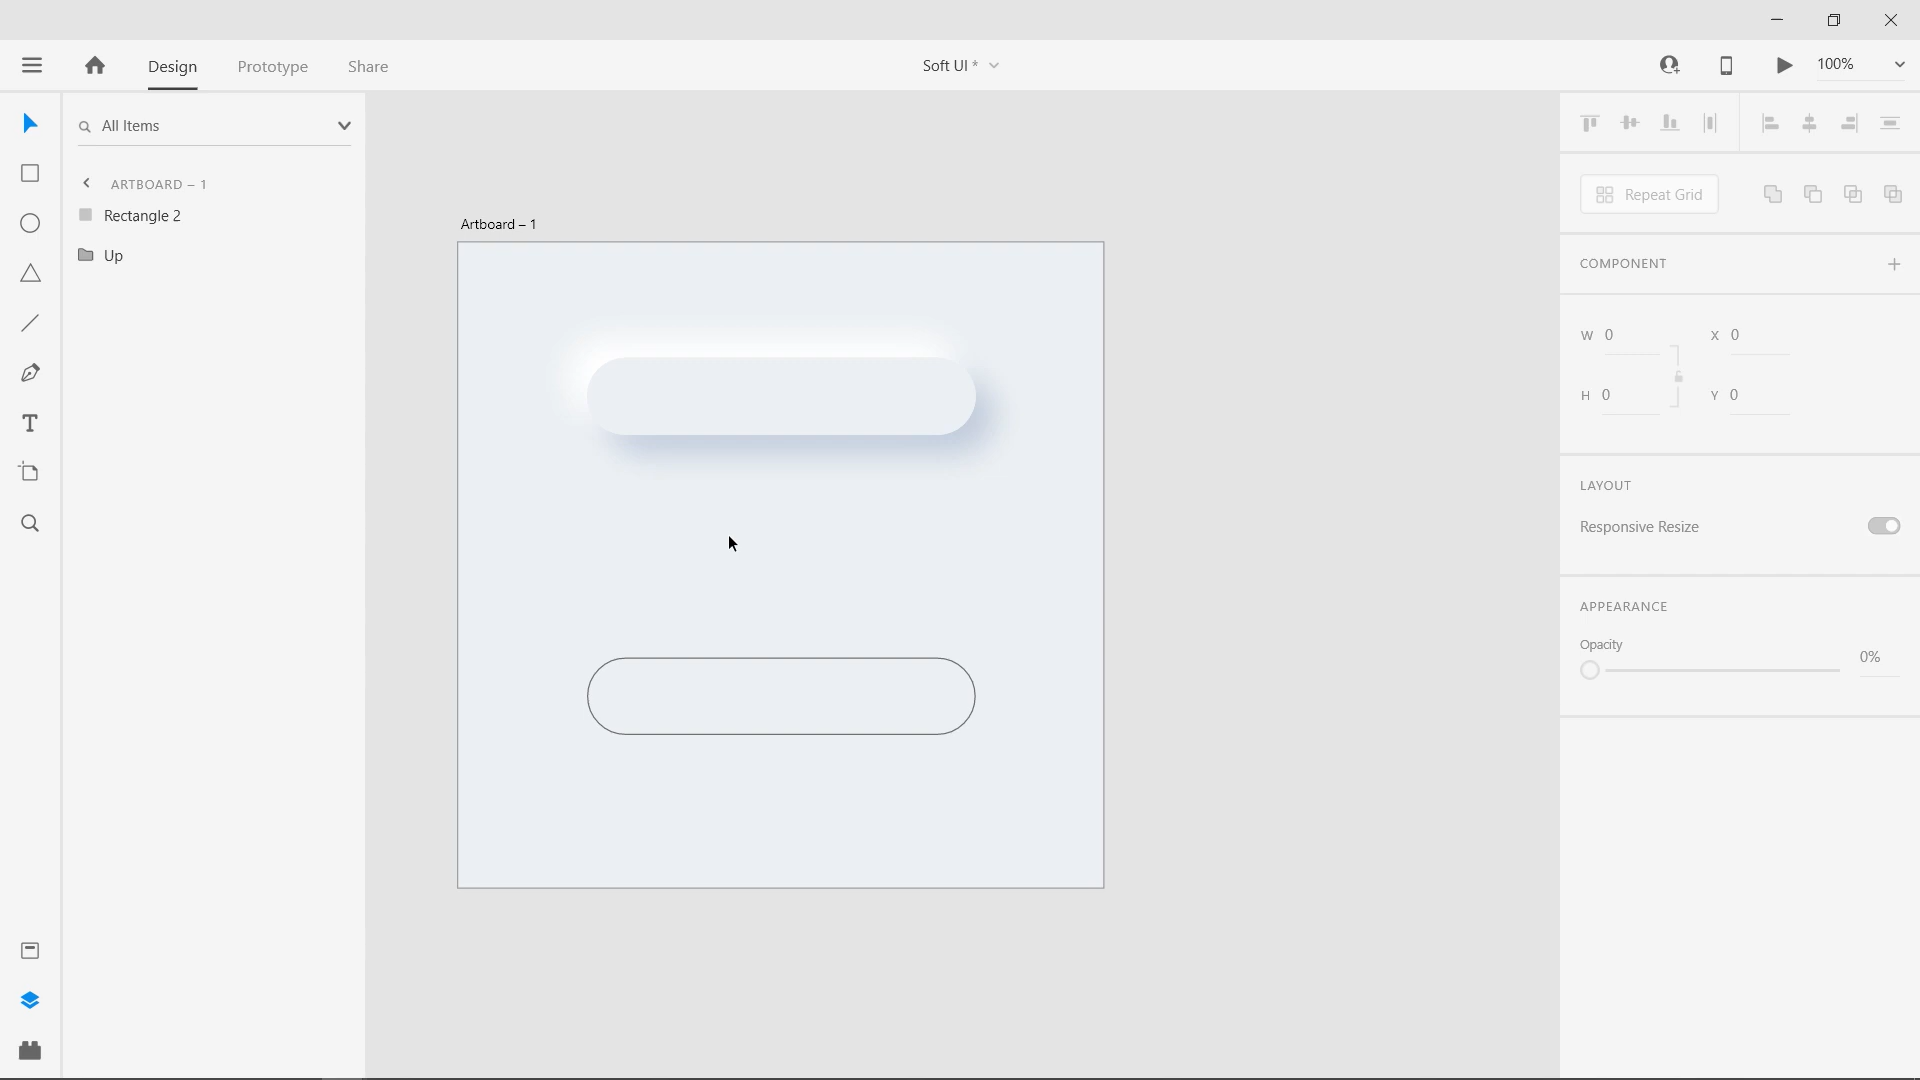 Design
Prototype
Share
Soft UI *
100%
All Items
ARTBOARD – 1
Rectangle 2
Up
Artboard – 1
Repeat Grid
COMPONENT
W 0
X 0
H 0
Y 0
LAYOUT
Responsive Resize
APPEARANCE
Opacity
0%